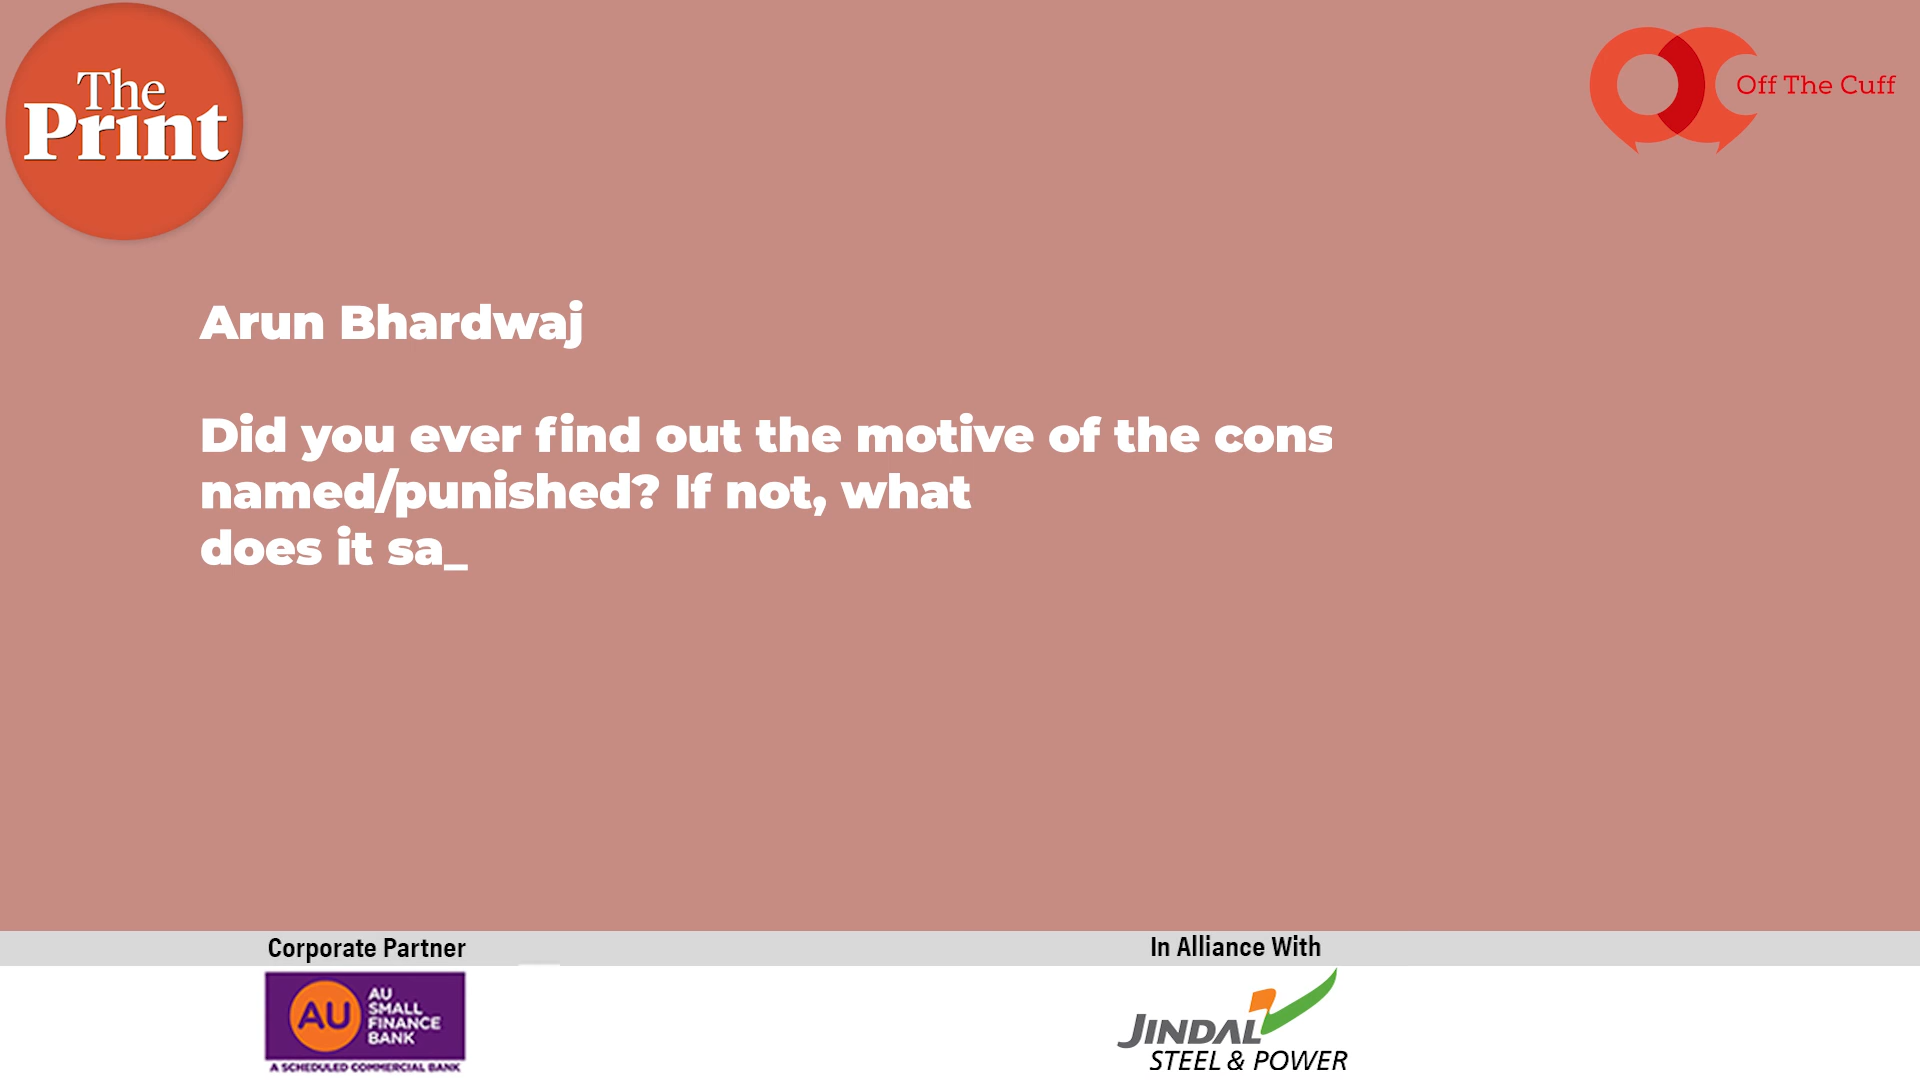 The
Print
Off The Cuff
Arun Bhardwaj
Did you ever find out the motive of the cons
named/punished? If not, what
does it sa_
Corporate Partner
In Alliance With
AU
AU
SMALL
FINANCE
BANK
A SCHEDULED COMMERCIAL BANK
JINDAL
STEEL & POWER